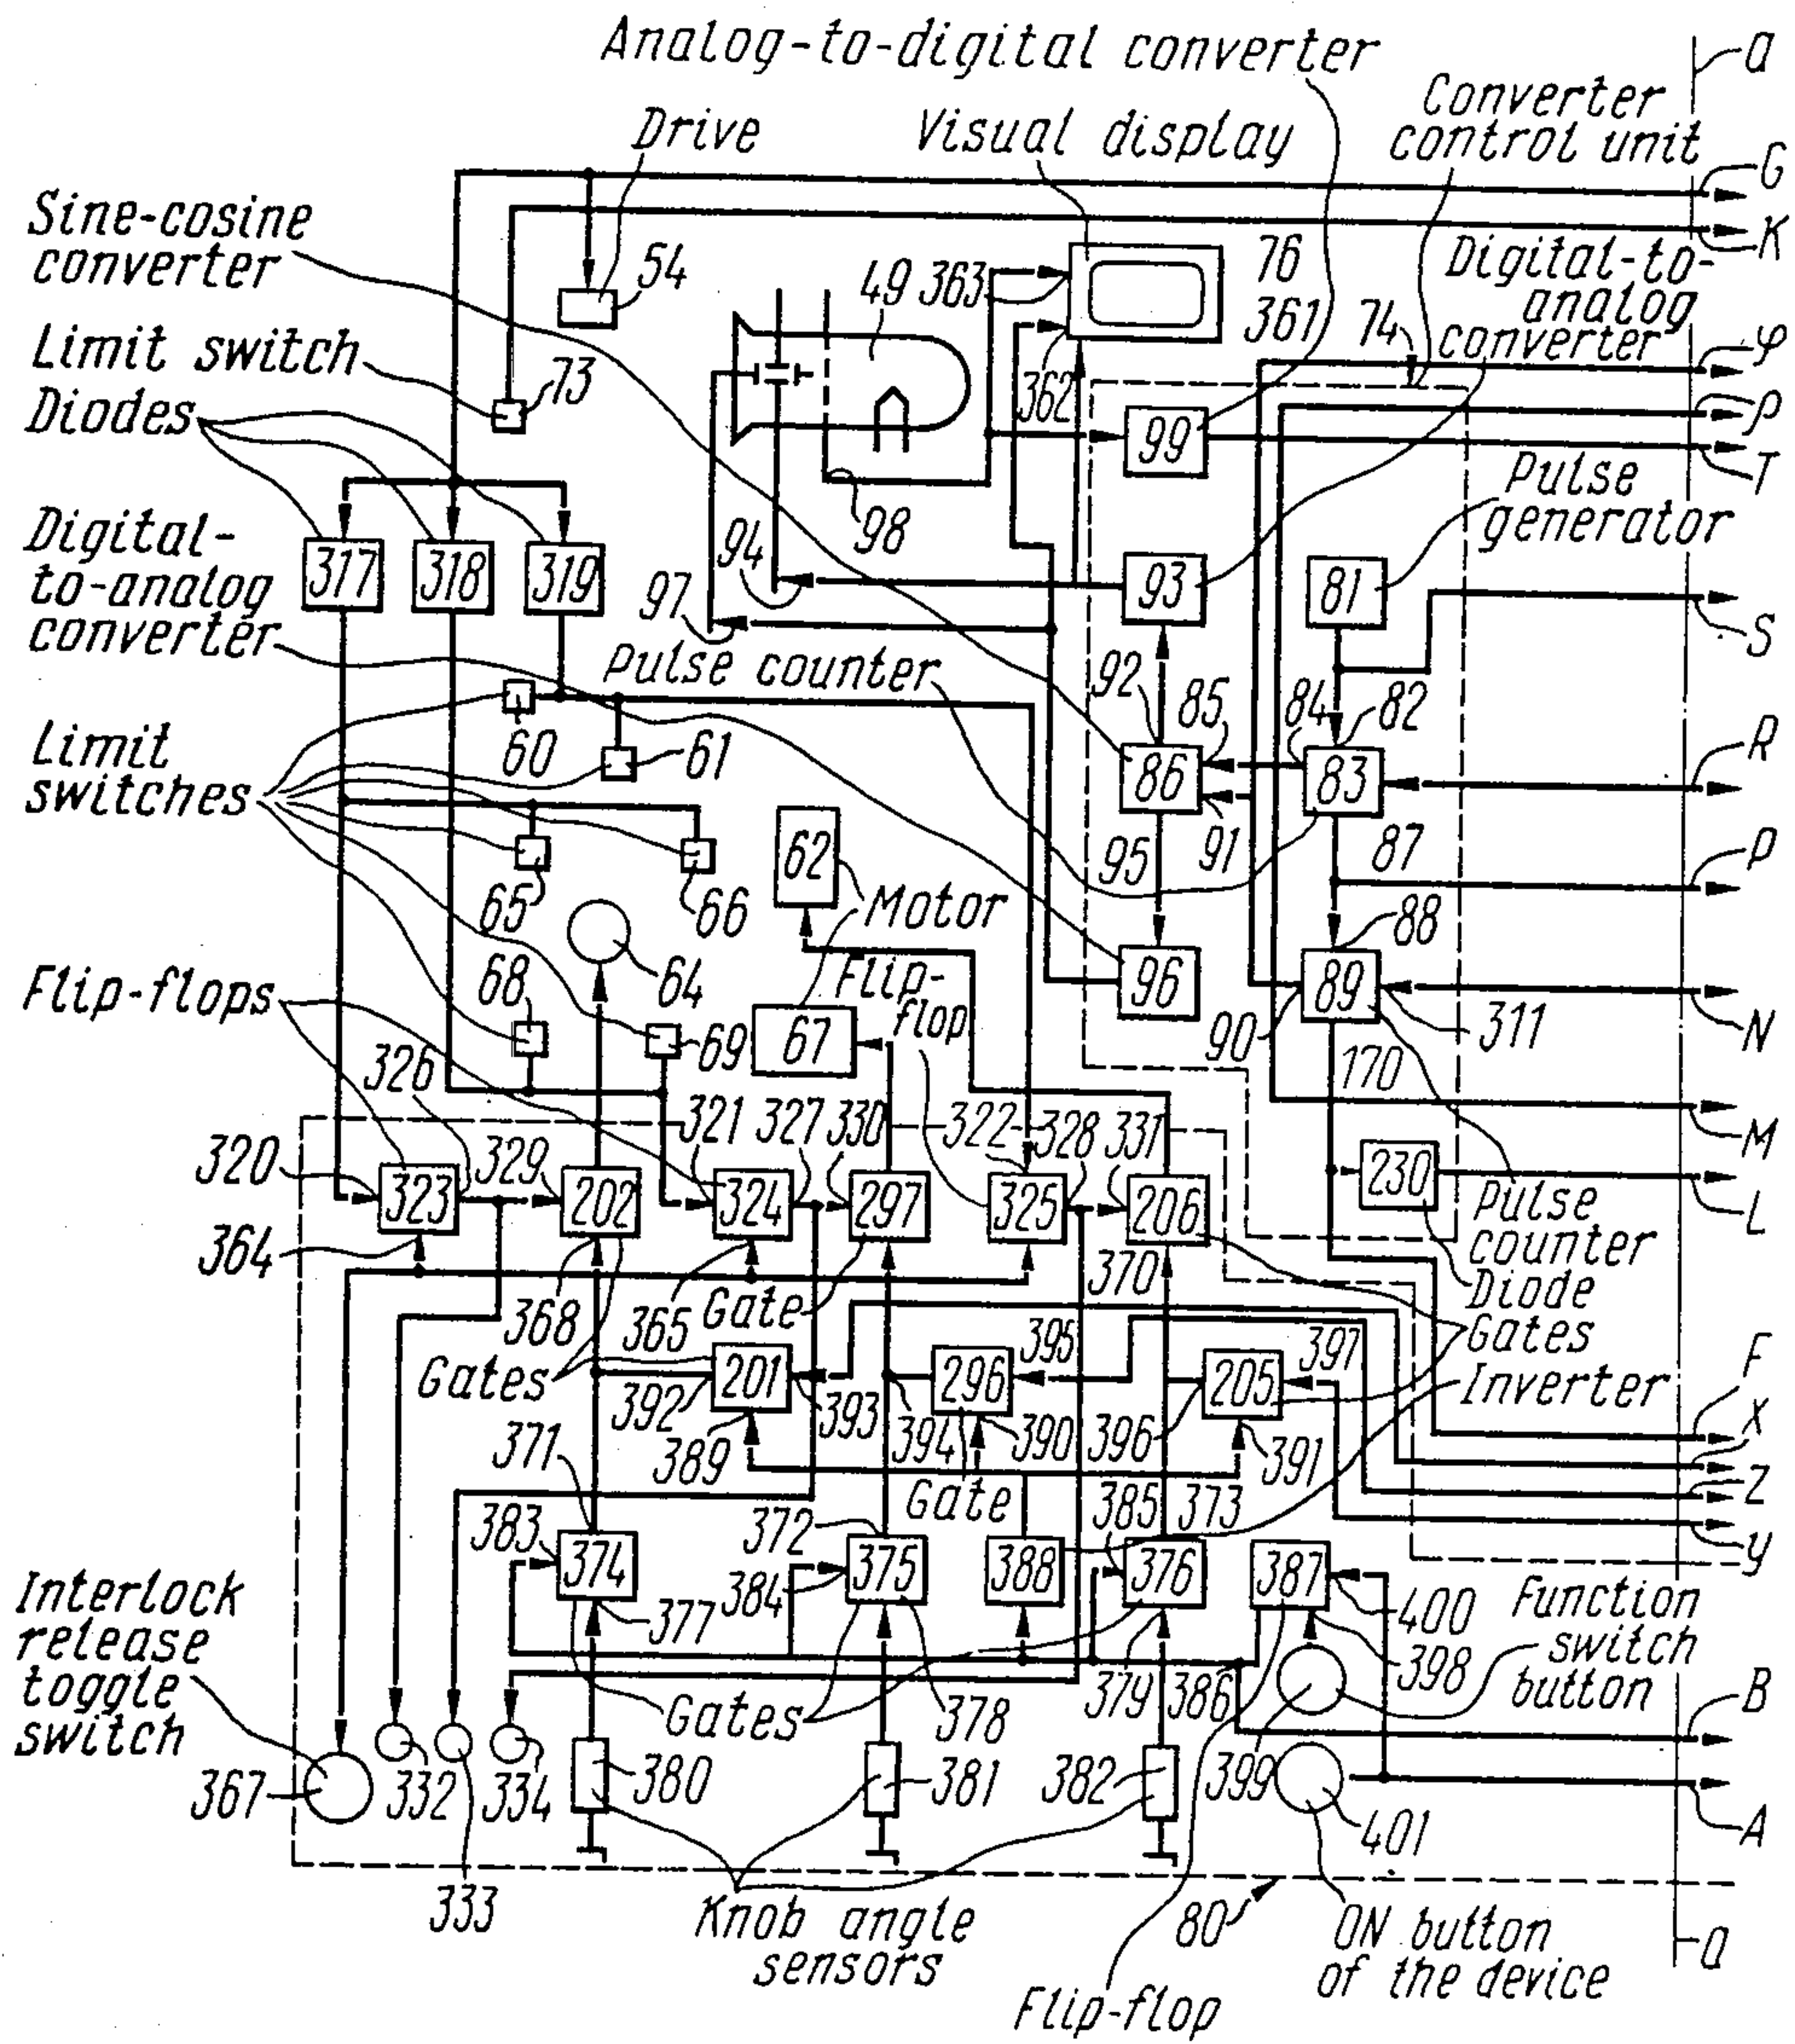 Analog-to-digital converter
a
Converter
control unit
Drive
Visual display
G
K
Sine-cosine
converter
54
49
363
76
361
Digital-to-
analog
converter
74
φ
Limit switch
73
362
Diodes
99
ρ
T
98
Pulse
generator
Digital-
to-analog
converter
317
318
319
94
93
81
97
S
Pulse counter
92
85
84
82
60
61
Limit
switches
86
83
R
62
95
91
87
65
66
Motor
P
88
64
Flip-flops
68
Flip-
flop
96
89
69
67
90
311
N
326
170
321
327
330
322
328
331
M
320
323
329
202
324
297
325
206
230
L
364
Pulse
counter
370
Diode
368
365
Gate
Gates
395
397
F
Gates
201
296
205
Inverter
X
392
393
389
394
390
396
391
371
Gate
Z
383
372
385
373
374
375
388
376
387
y
384
Interlock
release
toggle
switch
377
400
Function
switch
button
398
379
386
Gates
378
B
367
332
334
380
381
382
399
401
A
333
Knob angle
sensors
80
ON button
of the device
a
Flip-flop